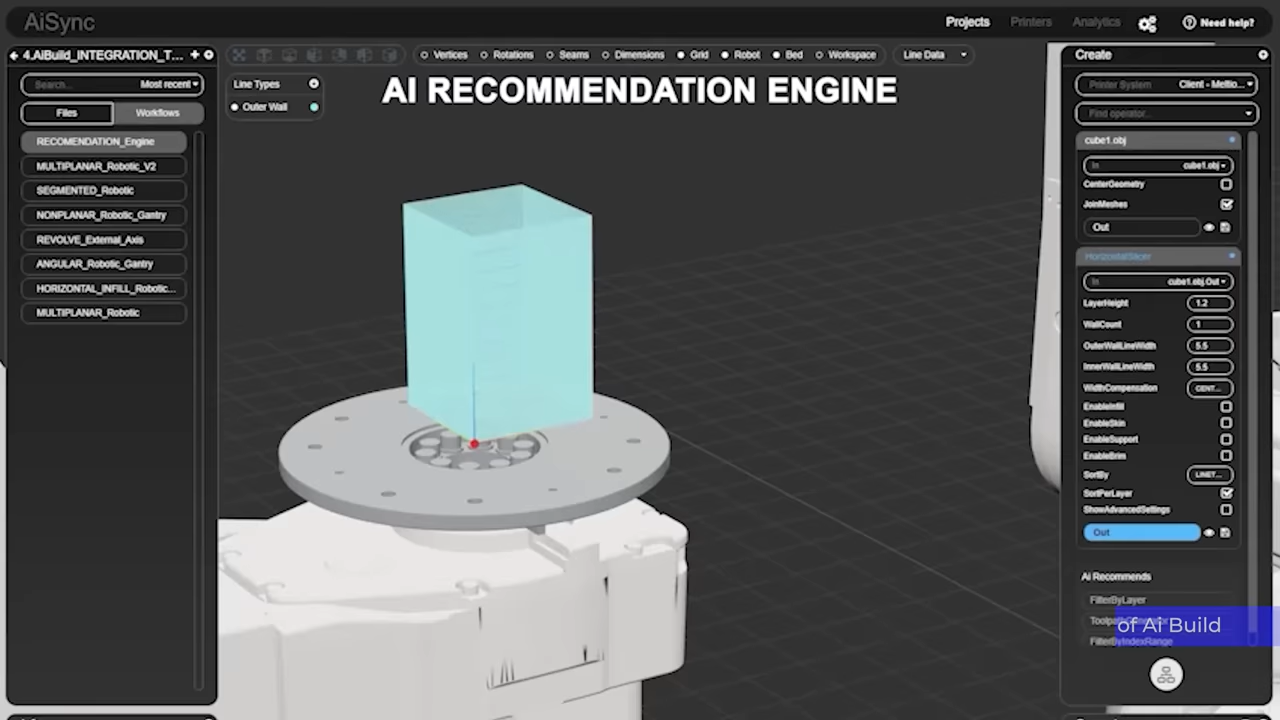 AiSync
Projects Printers Analytics Need help?
4.AiBuild_INTEGRATION_T...
Search... Most recent
Files Workflows
RECOMENDATION_Engine
MULTIPLANAR_Robotic_V2
SEGMENTED_Robotic
NONPLANAR_Robotic_Gantry
REVOLVE_External_Axis
ANGULAR_Robotic_Gantry
HORIZONTAL_INFILL_Robotic...
MULTIPLANAR_Robotic
Vertices Rotations Seams Dimensions Grid Robot Bed Workspace Line Data
Line Types
Outer Wall
AI RECOMMENDATION ENGINE
Create
Printer System Client - Meltio...
Find operator...
cube1.obj
In cube1.obj
CenterGeometry
JoinMeshes
Out
HorizontalSlicer
In cube1.obj.Out
LayerHeight 1.2
WallCount 1
OuterWallLineWidth 5.5
InnerWallLineWidth 5.5
WidthCompensation CENT...
EnableInfill
EnableSkin
EnableSupport
EnableBrim
SortBy LINET...
SortPerLayer
ShowAdvancedSettings
Out
Ai Recommends
FilterByLayer
of Ai Build
FilterByIndexRange